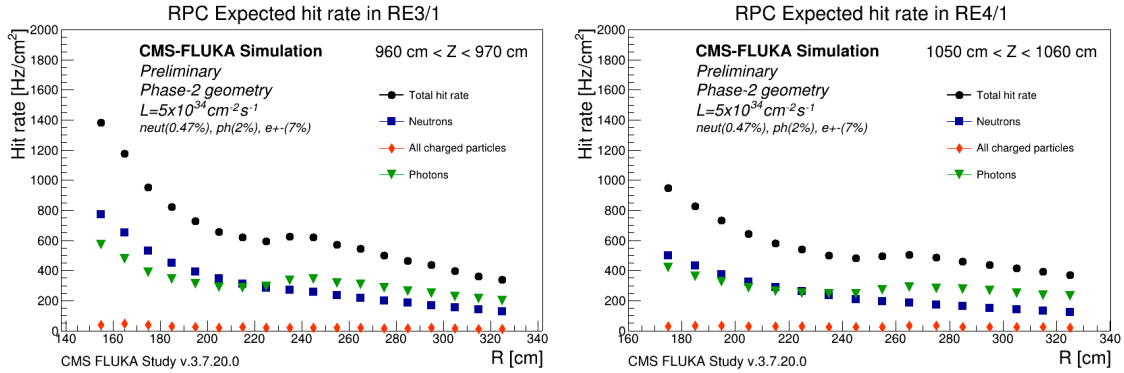 RPC Expected hit rate in RE3/1
Hit rate [Hz/cm²]
2000
1800
1600
1400
1200
1000
800
600
400
200
0
CMS-FLUKA Simulation
960 cm < Z < 970 cm
Preliminary
Phase-2 geometry
L=5x10³⁴cm⁻²s⁻¹
neut(0.47%), ph(2%), e+-(7%)
Total hit rate
Neutrons
All charged particles
Photons
140 160 180 200 220 240 260 280 300 320 340
R [cm]
CMS FLUKA Study v.3.7.20.0
RPC Expected hit rate in RE4/1
Hit rate [Hz/cm²]
2000
1800
1600
1400
1200
1000
800
600
400
200
0
CMS-FLUKA Simulation
1050 cm < Z < 1060 cm
Preliminary
Phase-2 geometry
L=5x10³⁴cm⁻²s⁻¹
neut(0.47%), ph(2%), e+-(7%)
Total hit rate
Neutrons
All charged particles
Photons
160 180 200 220 240 260 280 300 320 340
R [cm]
CMS FLUKA Study v.3.7.20.0